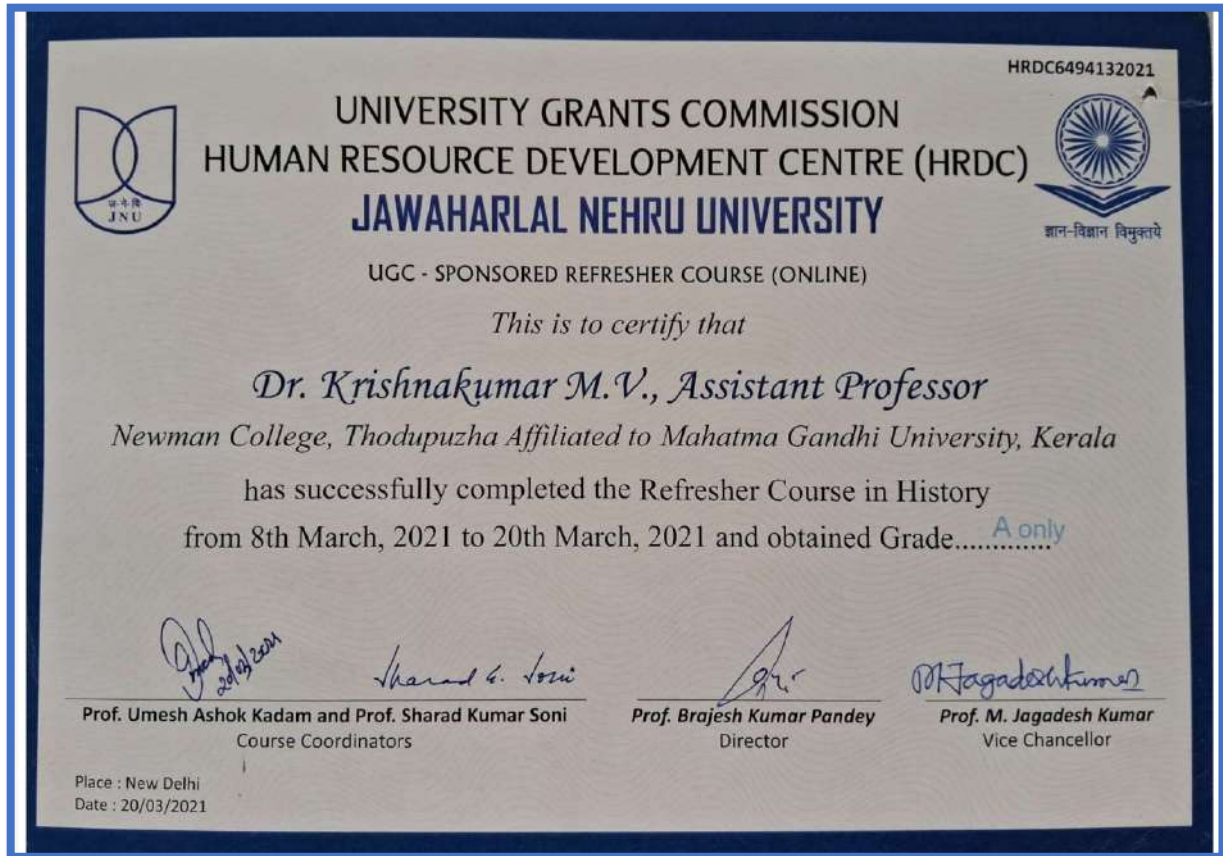 HRDC6494132021
UNIVERSITY GRANTS COMMISSION
HUMAN RESOURCE DEVELOPMENT CENTRE (HRDC)
JAWAHARLAL NEHRU UNIVERSITY
ज.ने.वि
JNU
ज्ञान-विज्ञान विमुक्तये
UGC - SPONSORED REFRESHER COURSE (ONLINE)
This is to certify that
Dr. Krishnakumar M.V., Assistant Professor
Newman College, Thodupuzha Affiliated to Mahatma Gandhi University, Kerala
has successfully completed the Refresher Course in History
from 8th March, 2021 to 20th March, 2021 and obtained Grade.............. A only
20/03/2021
Prof. Umesh Ashok Kadam and Prof. Sharad Kumar Soni
Course Coordinators
Prof. Brajesh Kumar Pandey
Director
M. Jagadeshkumar
Prof. M. Jagadesh Kumar
Vice Chancellor
Place : New Delhi
Date : 20/03/2021